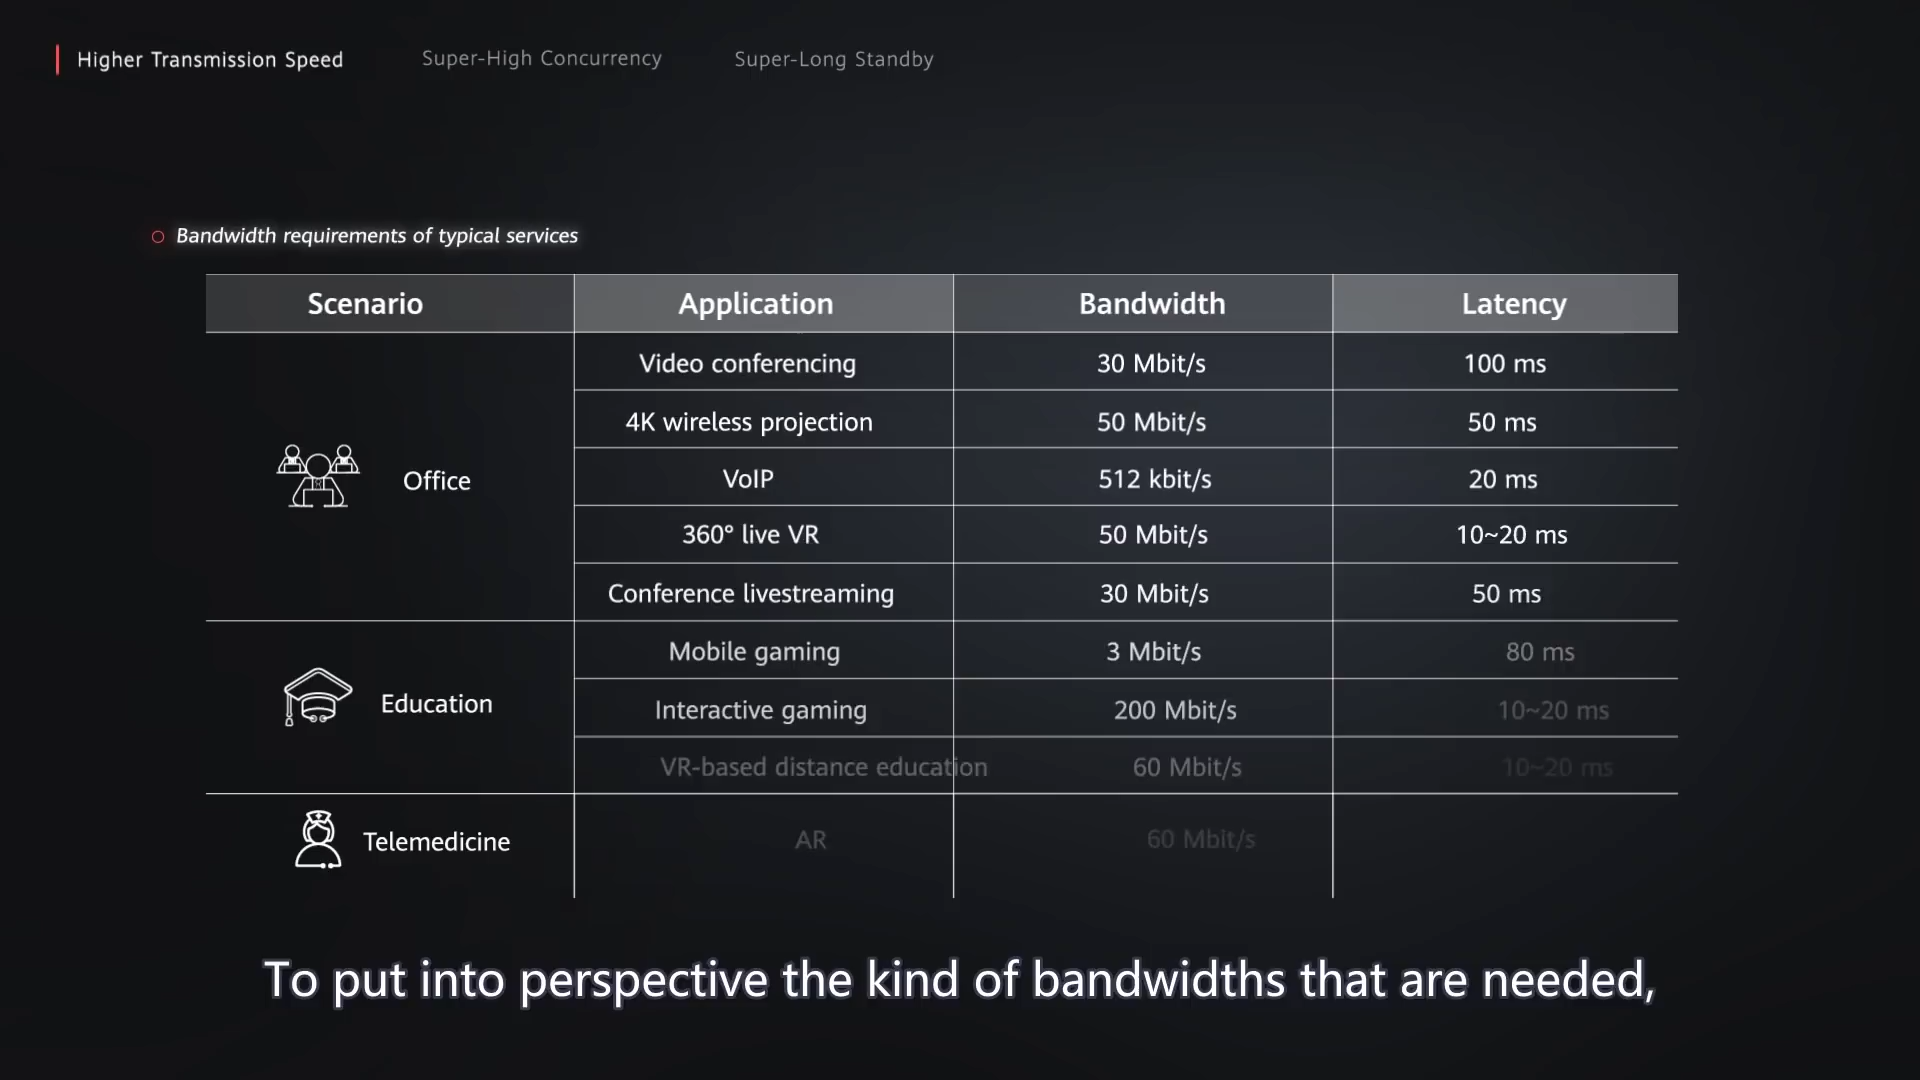 Higher Transmission Speed Super-High Concurrency Super-Long Standby
Bandwidth requirements of typical services
Scenario Application Bandwidth Latency
Video conferencing 30 Mbit/s 100 ms
4K wireless projection 50 Mbit/s 50 ms
Office VoIP 512 kbit/s 20 ms
360° live VR 50 Mbit/s 10~20 ms
Conference livestreaming 30 Mbit/s 50 ms
Mobile gaming 3 Mbit/s 80 ms
Education Interactive gaming 200 Mbit/s 10~20 ms
VR-based distance education 60 Mbit/s 10~20 ms
Telemedicine AR 60 Mbit/s
To put into perspective the kind of bandwidths that are needed,